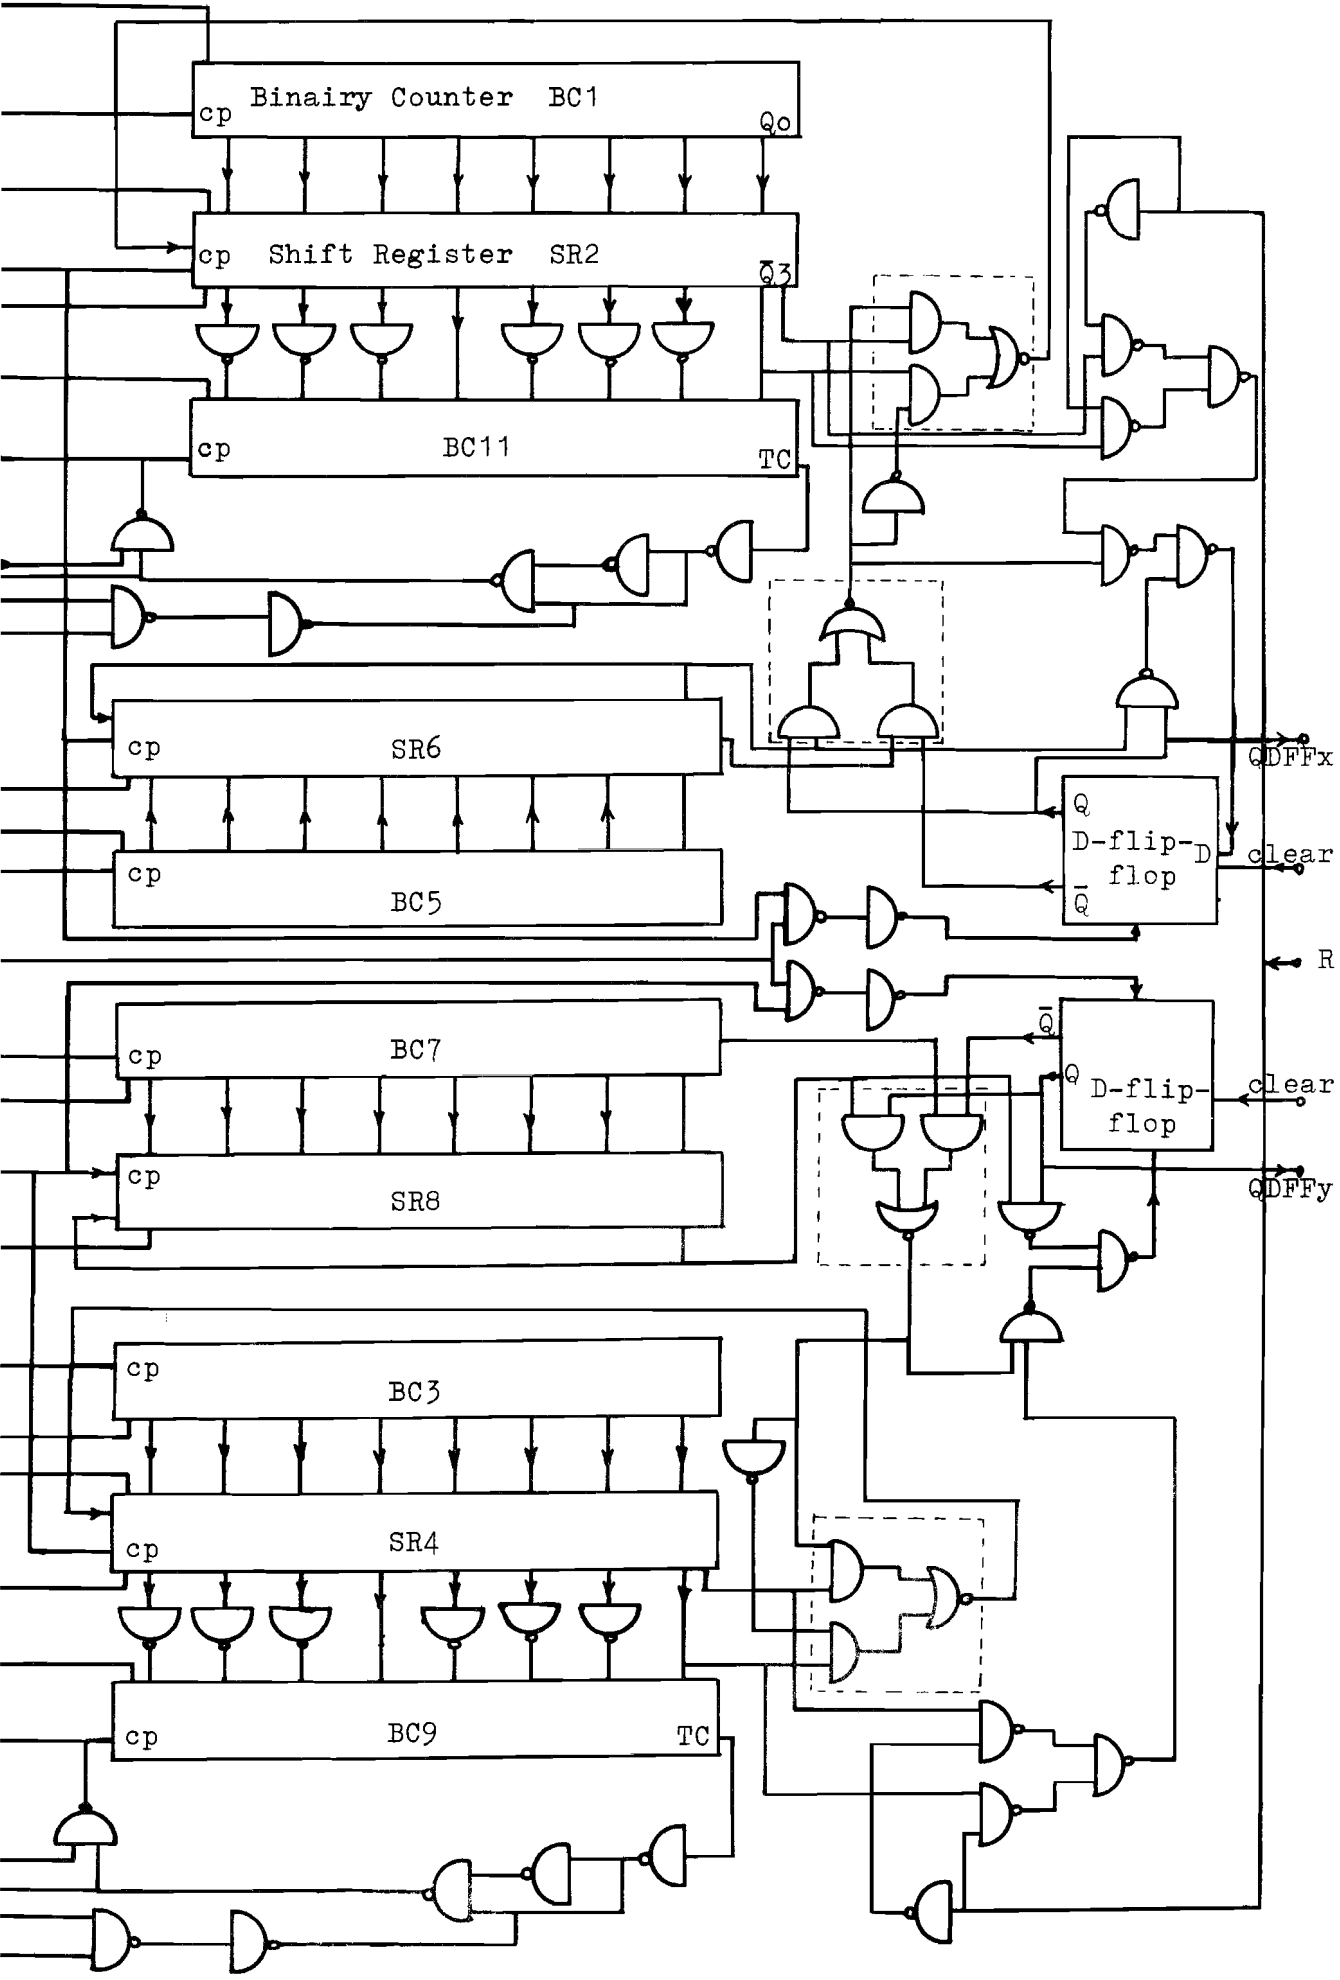 Binairy Counter BC1
cp
Qo
cp
Shift Register SR2
Q̄3
cp
BC11
TC
cp
SR6
QDFFx
Q
D-flip-
flop
D
clear
cp
BC5
Q̄
R
cp
BC7
Q̄
Q
D-flip-
flop
clear
cp
SR8
QDFFy
cp
BC3
cp
SR4
cp
BC9
TC